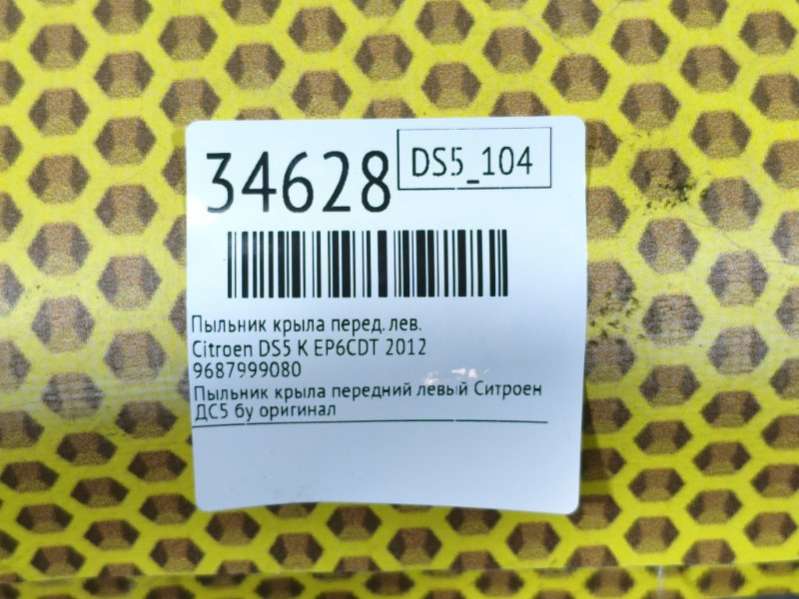 34628
DS5_104
Пыльник крыла перед. лев.
Citroen DS5 K EP6CDT 2012
9687999080
Пыльник крыла передний левый Ситроен
ДС5 бу оригинал